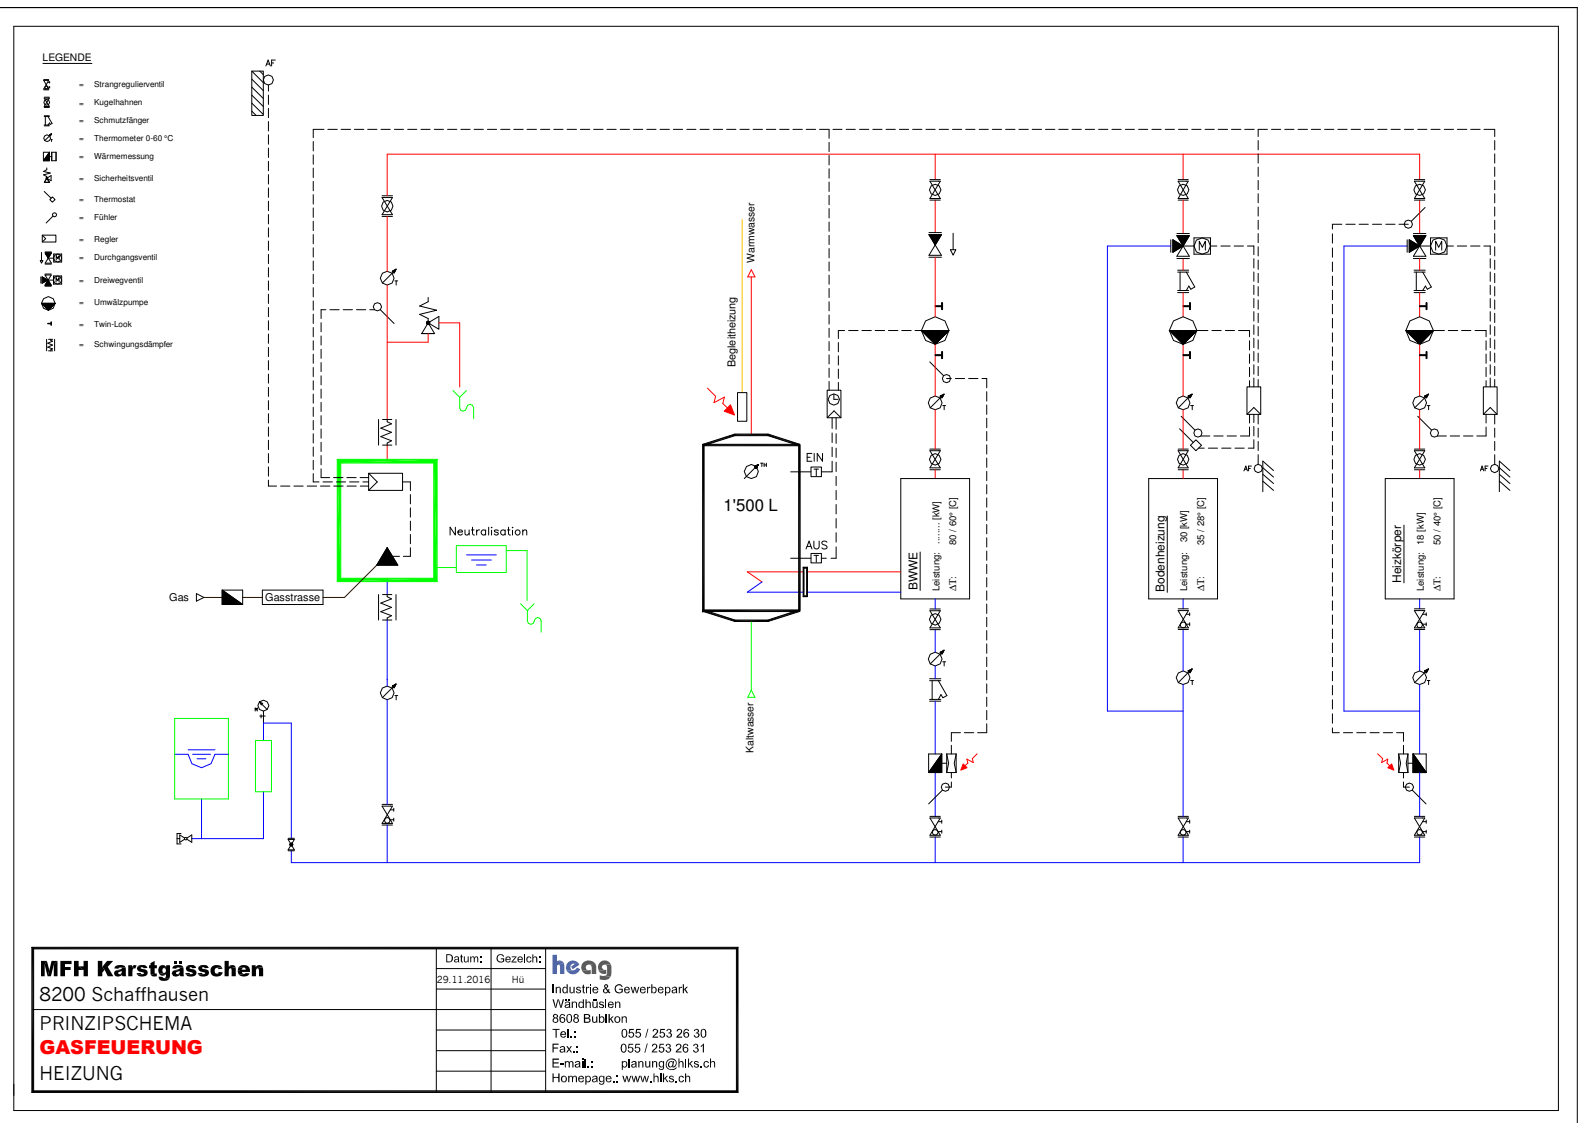 LEGENDE
= Strangregulierventil
= Kugelhahnen
= Schmutzfänger
T = Thermometer 0-60 °C
= Wärmemessung
= Sicherheitsventil
= Thermostat
= Fühler
= Regler
M = Durchgangsventil
M = Dreiwegventil
= Umwälzpumpe
= Twin-Look
= Schwingungsdämpfer
AF
T
Neutralisation
Gas
Gasstrasse
T
Begleitheizung
Warmwasser
TH
1'500 L
EIN
T
AUS
T
Kaltwasser
T
BWWE
Leistung: ........ [kW]
ΔT: 80 / 60° [C]
T
M
T
AF
Bodenheizung
Leistung: 30 [kW]
ΔT: 35 / 28° [C]
T
M
T
AF
Heizkörper
Leistung: 18 [kW]
ΔT: 50 / 40° [C]
T
MFH Karstgässchen
8200 Schaffhausen
PRINZIPSCHEMA
GASFEUERUNG
HEIZUNG
Datum: Gezeich:
29.11.2016 Hü
heag
Industrie & Gewerbepark
Wändhüslen
8608 Bubikon
Tel.: 055 / 253 26 30
Fax.: 055 / 253 26 31
E-mail.: planung@hlks.ch
Homepage.: www.hlks.ch